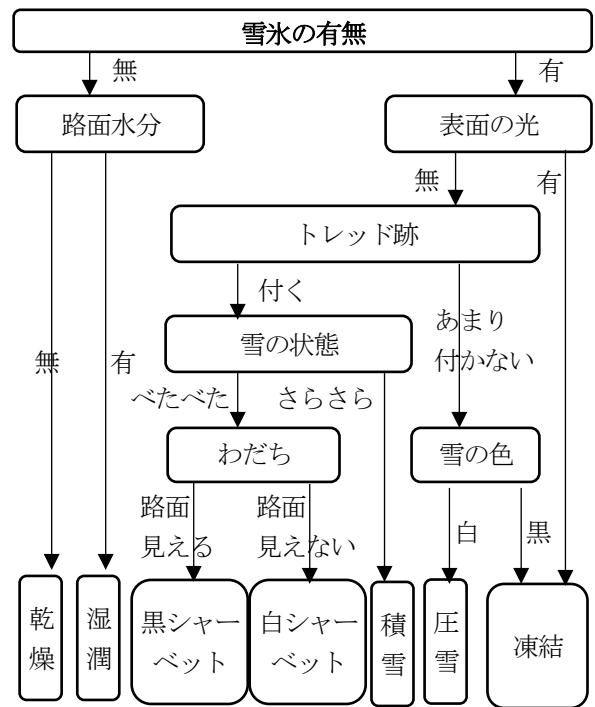 雪氷の有無
無
有
路面水分
表面の光
無
有
トレッド跡
付く
あまり
付かない
雪の状態
無
有
べたべた
さらさら
わだち
雪の色
路面
見える
路面
見えない
白
黒
乾燥
湿潤
黒シャー
ベット
白シャー
ベット
積雪
圧雪
凍結